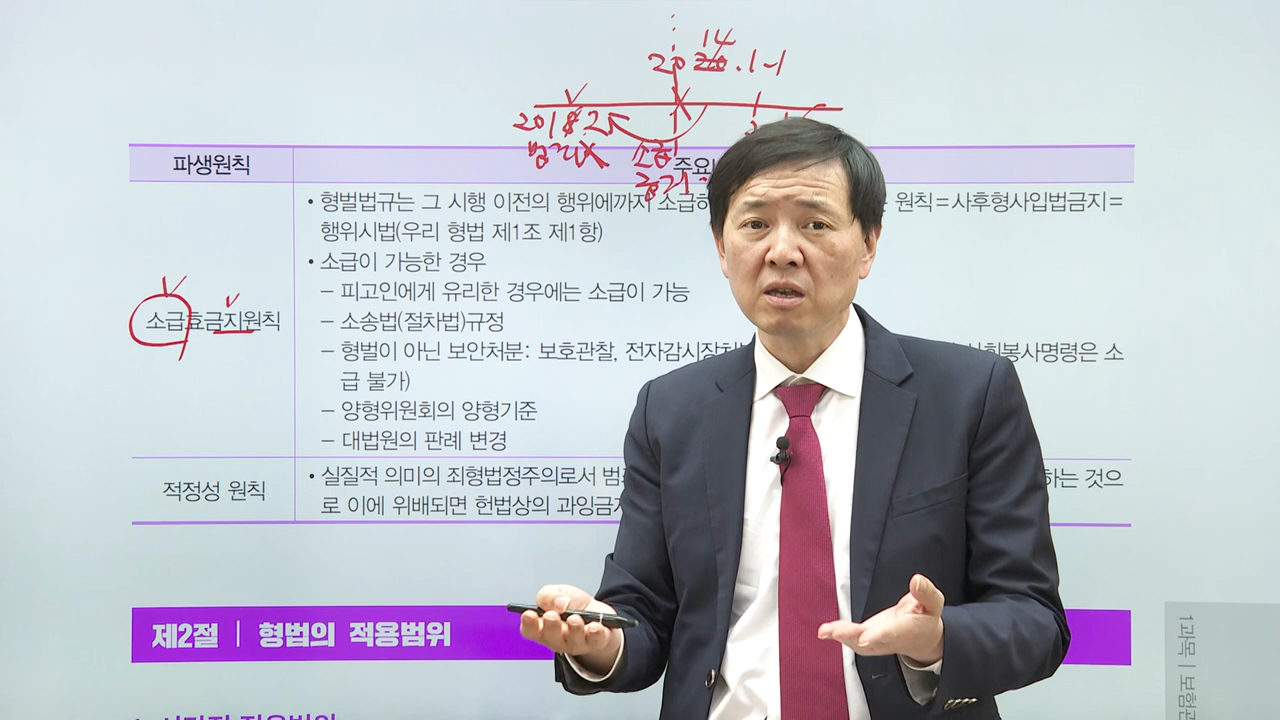 14
20 . 1-1
2018 2
소급
파생원칙
주요
• 형벌법규는 그 시행 이전의 행위에까지 소급하 원칙=사후형사입법금지=
행위시법(우리 형법 제1조 제1항)
• 소급이 가능한 경우
– 피고인에게 유리한 경우에는 소급이 가능
소급효금지원칙
– 소송법(절차법)규정
– 형벌이 아닌 보안처분: 보호관찰, 전자감시장치 사회봉사명령은 소
급 불가)
– 양형위원회의 양형기준
– 대법원의 판례 변경
적정성 원칙
• 실질적 의미의 죄형법정주의로서 하는 것으
로 이에 위배되면 헌법상의 과잉금지
제2절 | 형법의 적용범위
1과목 |